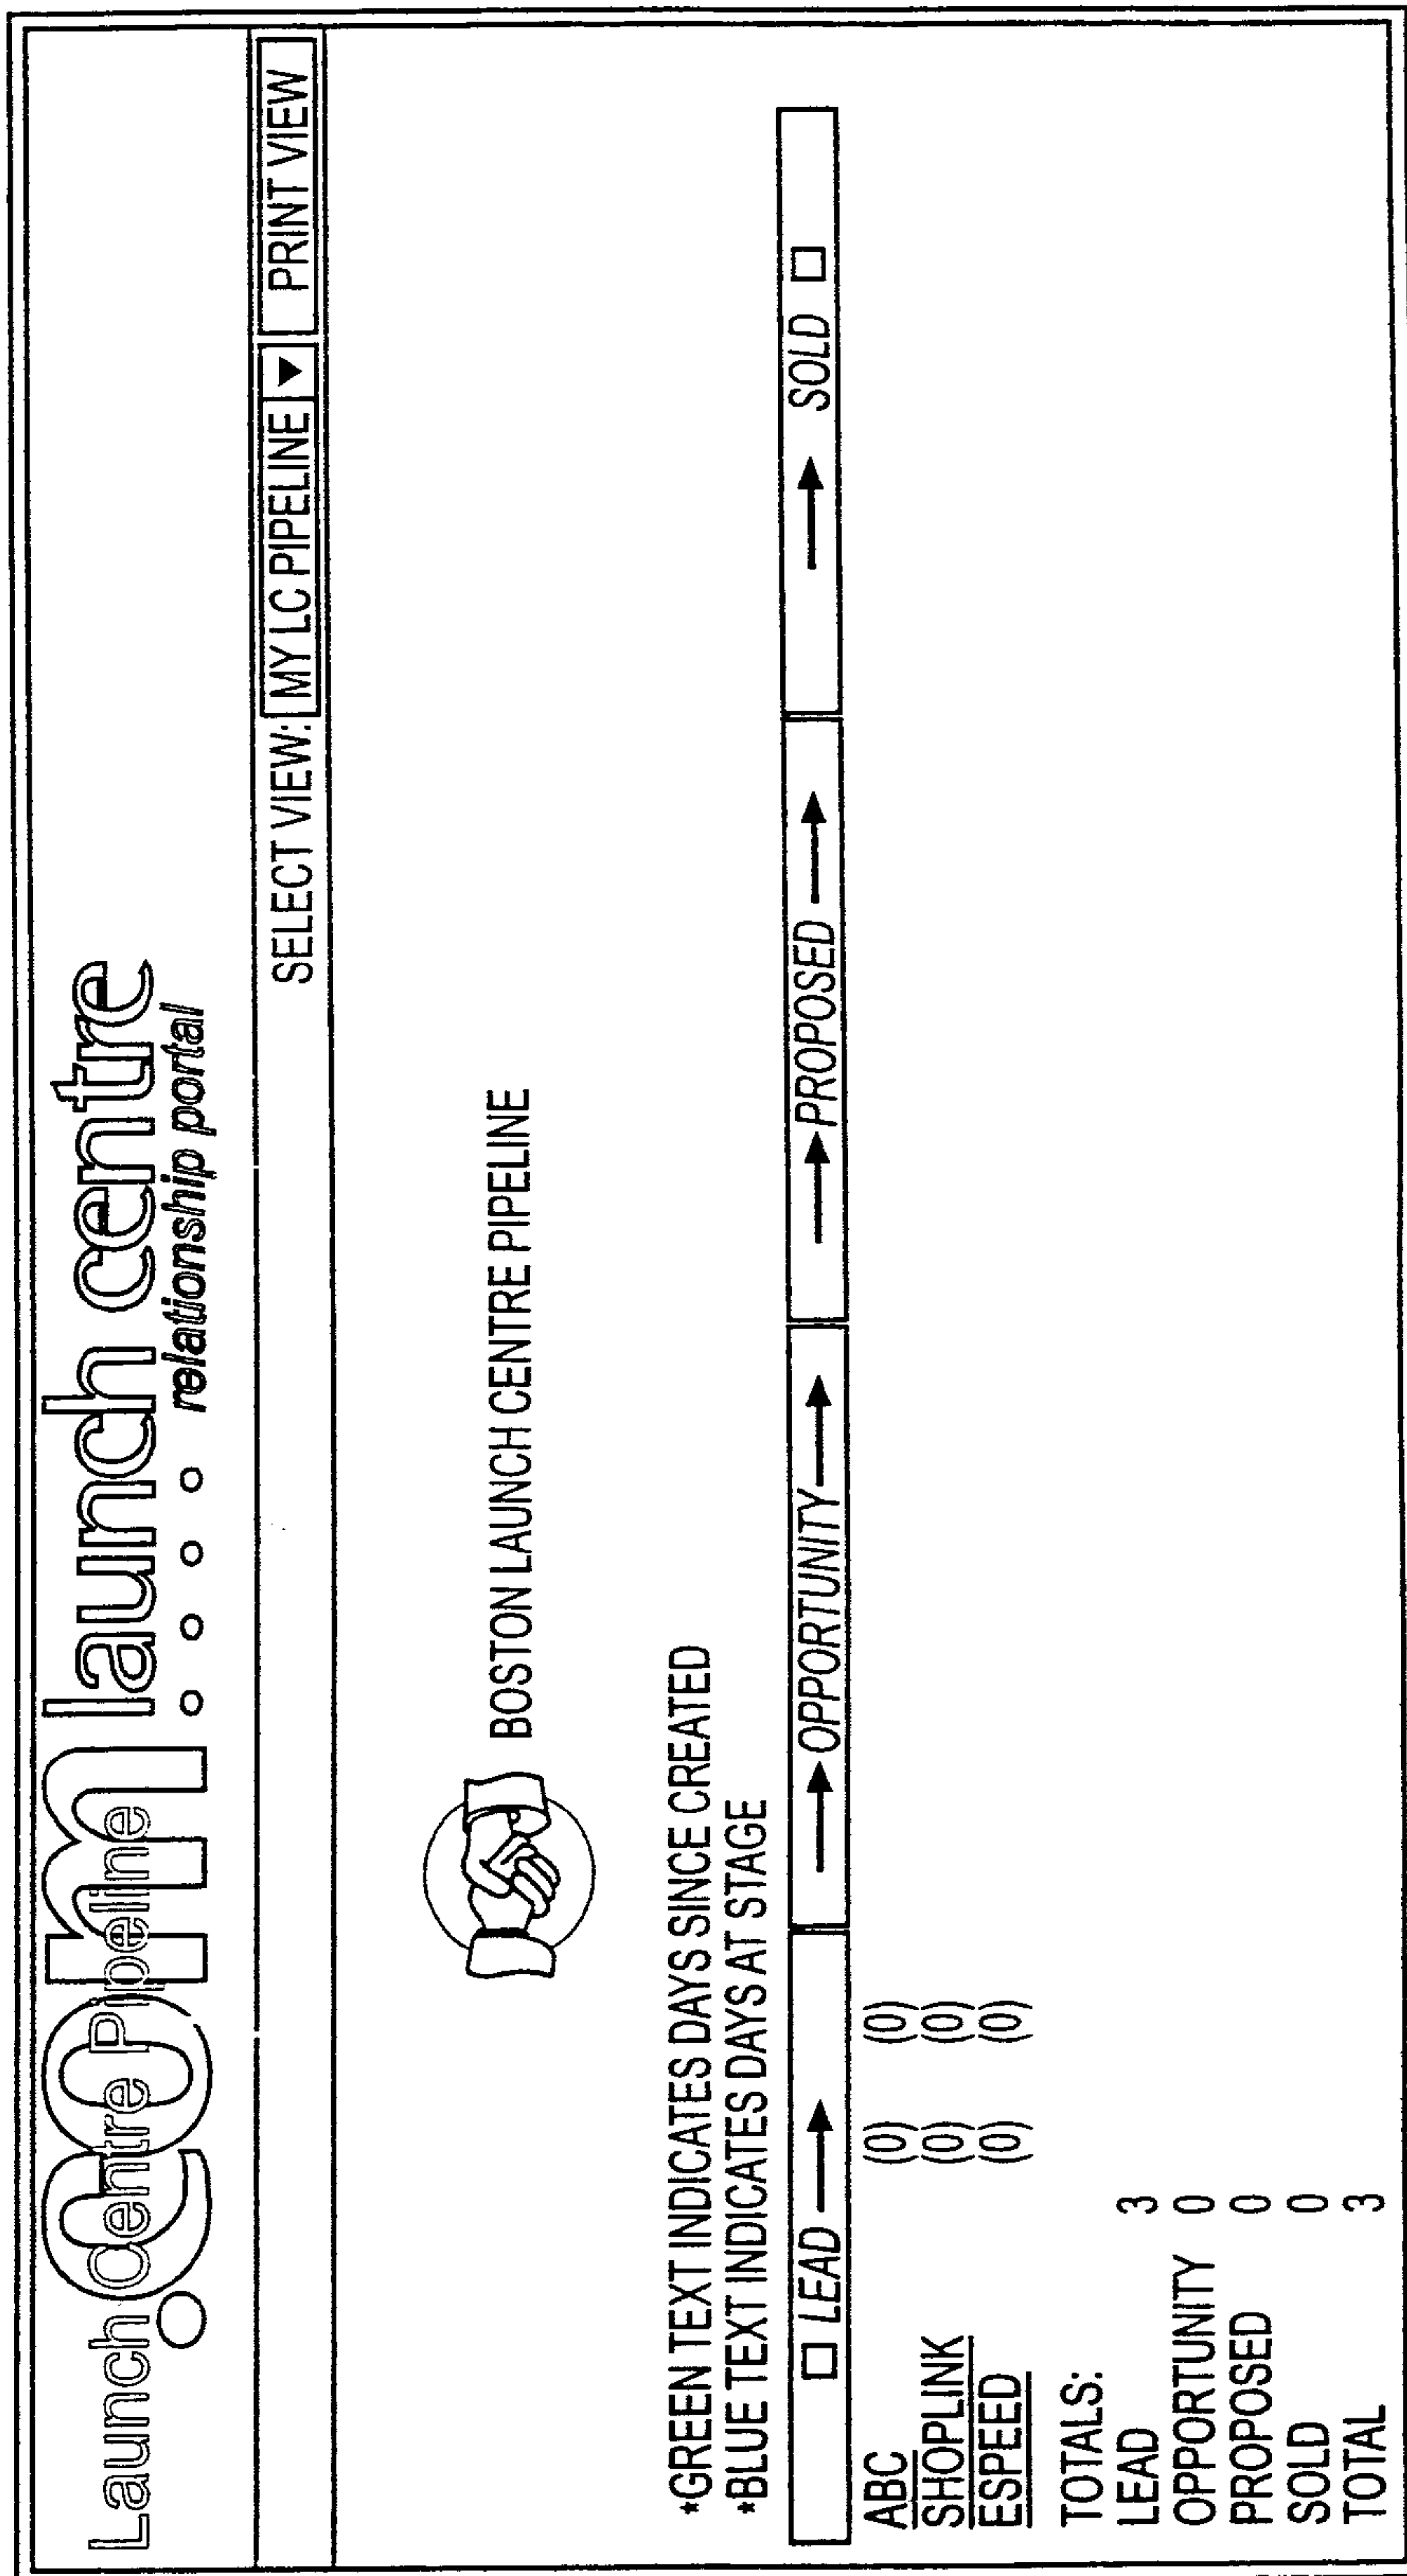 .com launch centre
Launch Centre Pipeline
relationship portal
SELECT VIEW: MY LC PIPELINE ▼ PRINT VIEW
BOSTON LAUNCH CENTRE PIPELINE
*GREEN TEXT INDICATES DAYS SINCE CREATED
*BLUE TEXT INDICATES DAYS AT STAGE
□ LEAD → → OPPORTUNITY → → PROPOSED → → SOLD □
ABC (0) (0)
SHOPLINK (0) (0)
ESPEED (0) (0)
TOTALS:
LEAD 3
OPPORTUNITY 0
PROPOSED 0
SOLD 0
TOTAL 3